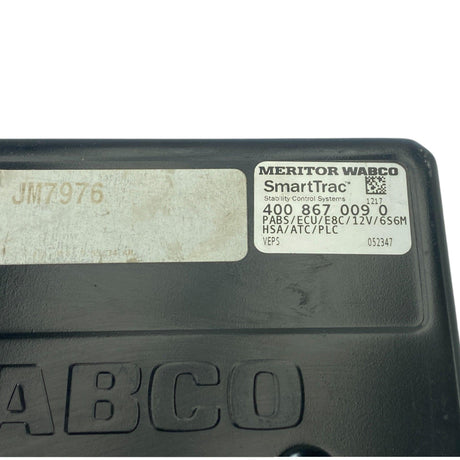 JM7976
MERITOR WABCO
SmartTrac™
Stability Control Systems 1217
400 867 009 0
PABS/ECU/E8C/12V/6S6M
HSA/ATC/PLC
VEPS 052347
ABCO